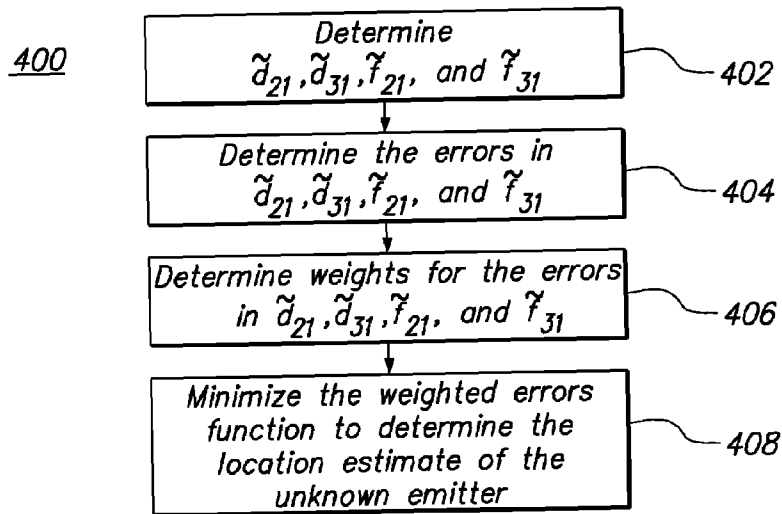 400
Determine
d̃21, d̃31, f̃21, and f̃31
402
Determine the errors in
d̃21, d̃31, f̃21, and f̃31
404
Determine weights for the errors
in d̃21, d̃31, f̃21, and f̃31
406
Minimize the weighted errors
function to determine the
location estimate of the
unknown emitter
408